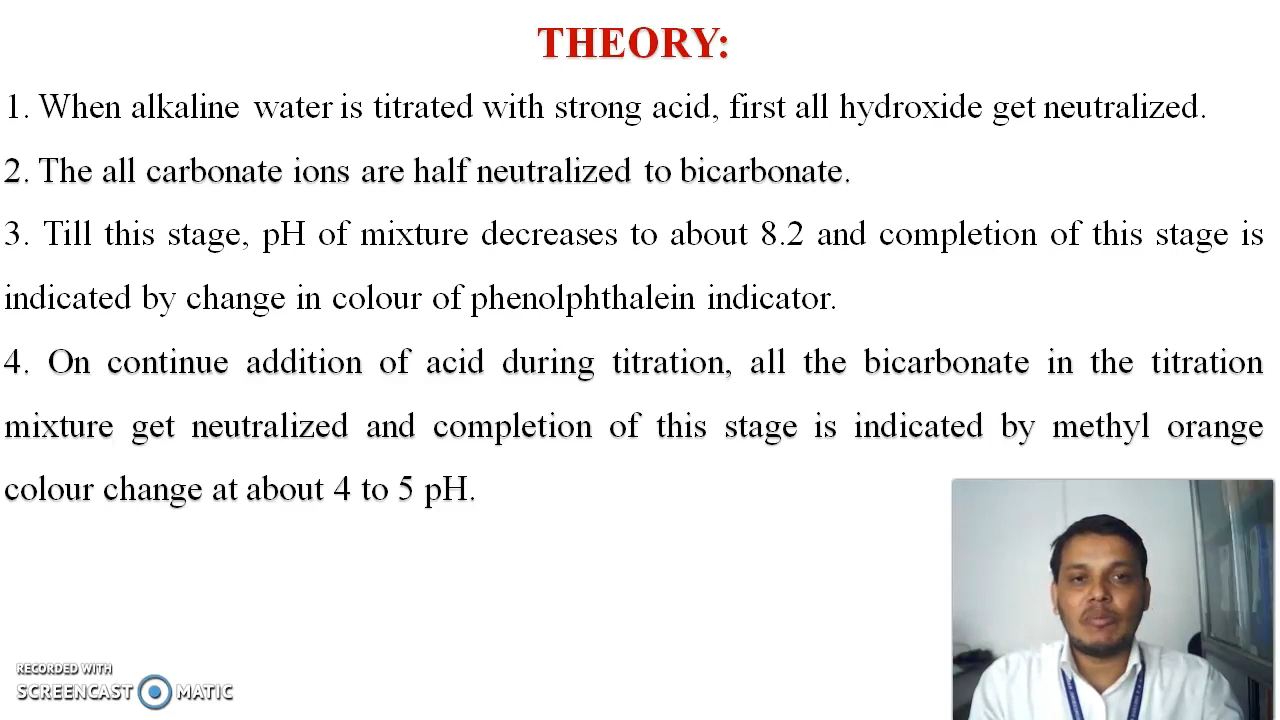 THEORY:
1. When alkaline water is titrated with strong acid, first all hydroxide get neutralized.
2. The all carbonate ions are half neutralized to bicarbonate.
3. Till this stage, pH of mixture decreases to about 8.2 and completion of this stage is
indicated by change in colour of phenolphthalein indicator.
4. On continue addition of acid during titration, all the bicarbonate in the titration
mixture get neutralized and completion of this stage is indicated by methyl orange
colour change at about 4 to 5 pH.
RECORDED WITH
SCREENCAST MATIC